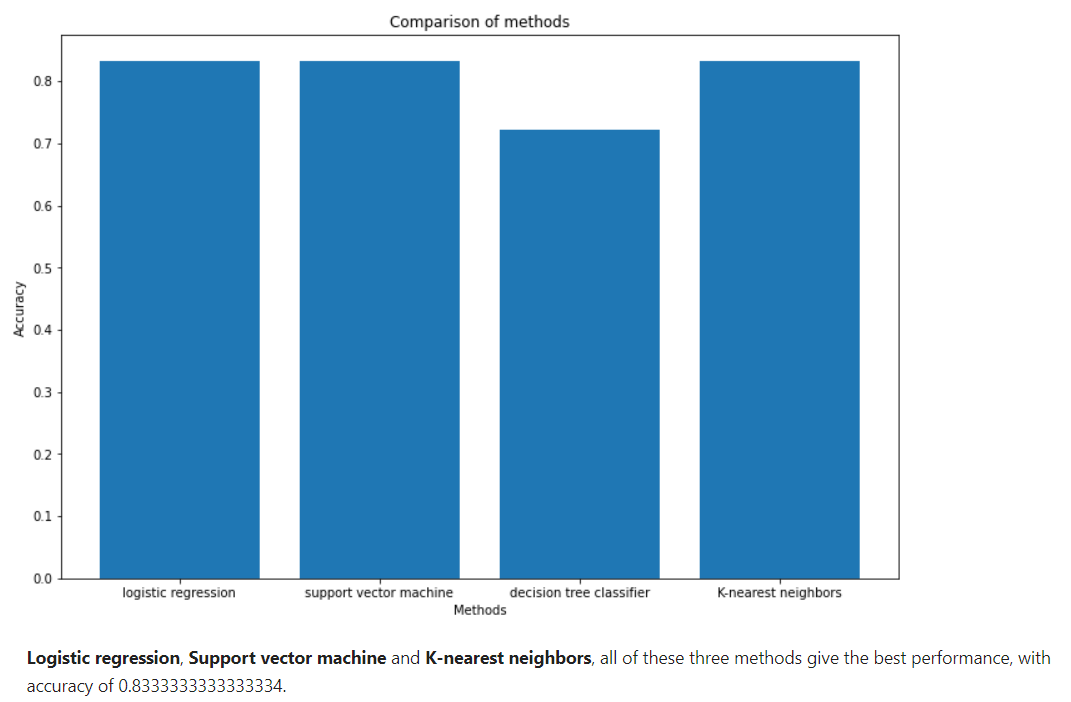 Comparison of methods
Accuracy
0.8
0.7
0.6
0.5
0.4
0.3
0.2
0.1
0.0
logistic regression
support vector machine
decision tree classifier
K-nearest neighbors
Methods
Logistic regression, Support vector machine and K-nearest neighbors, all of these three methods give the best performance, with
accuracy of 0.8333333333333334.